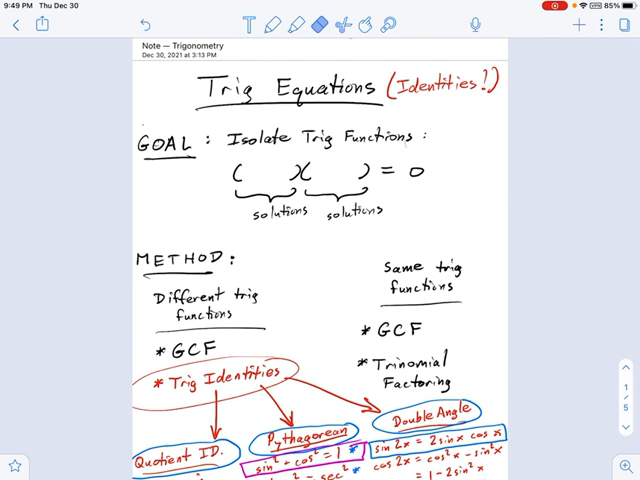 9:49 PM Thu Dec 30
85%
Note — Trigonometry
Dec 30, 2021 at 3:13 PM
Trig Equations (Identities!)
GOAL: Isolate Trig Functions:
( )( ) = 0
solutions solutions
METHOD:
Different trig
functions
* GCF
* Trig Identities
Same trig
functions
* GCF
* Trinomial
Factoring
Quotient ID.
Pythagorean
sin² + cos² = 1 *
Double Angle
sin 2x = 2 sin x cos x
cos 2x = cos² x - sin² x
= 1 - 2 sin² x
1
/
5